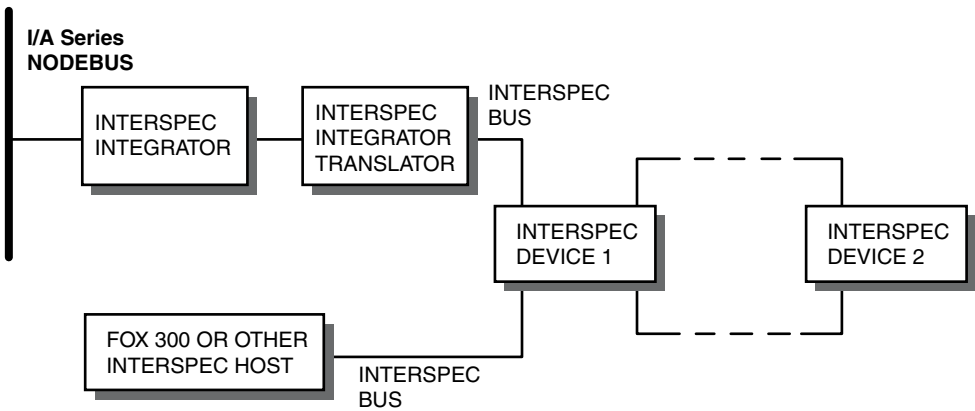 I/A Series
NODEBUS
INTERSPEC
INTEGRATOR
INTERSPEC
INTEGRATOR
TRANSLATOR
INTERSPEC
BUS
INTERSPEC
DEVICE 1
INTERSPEC
DEVICE 2
FOX 300 OR OTHER
INTERSPEC HOST
INTERSPEC
BUS